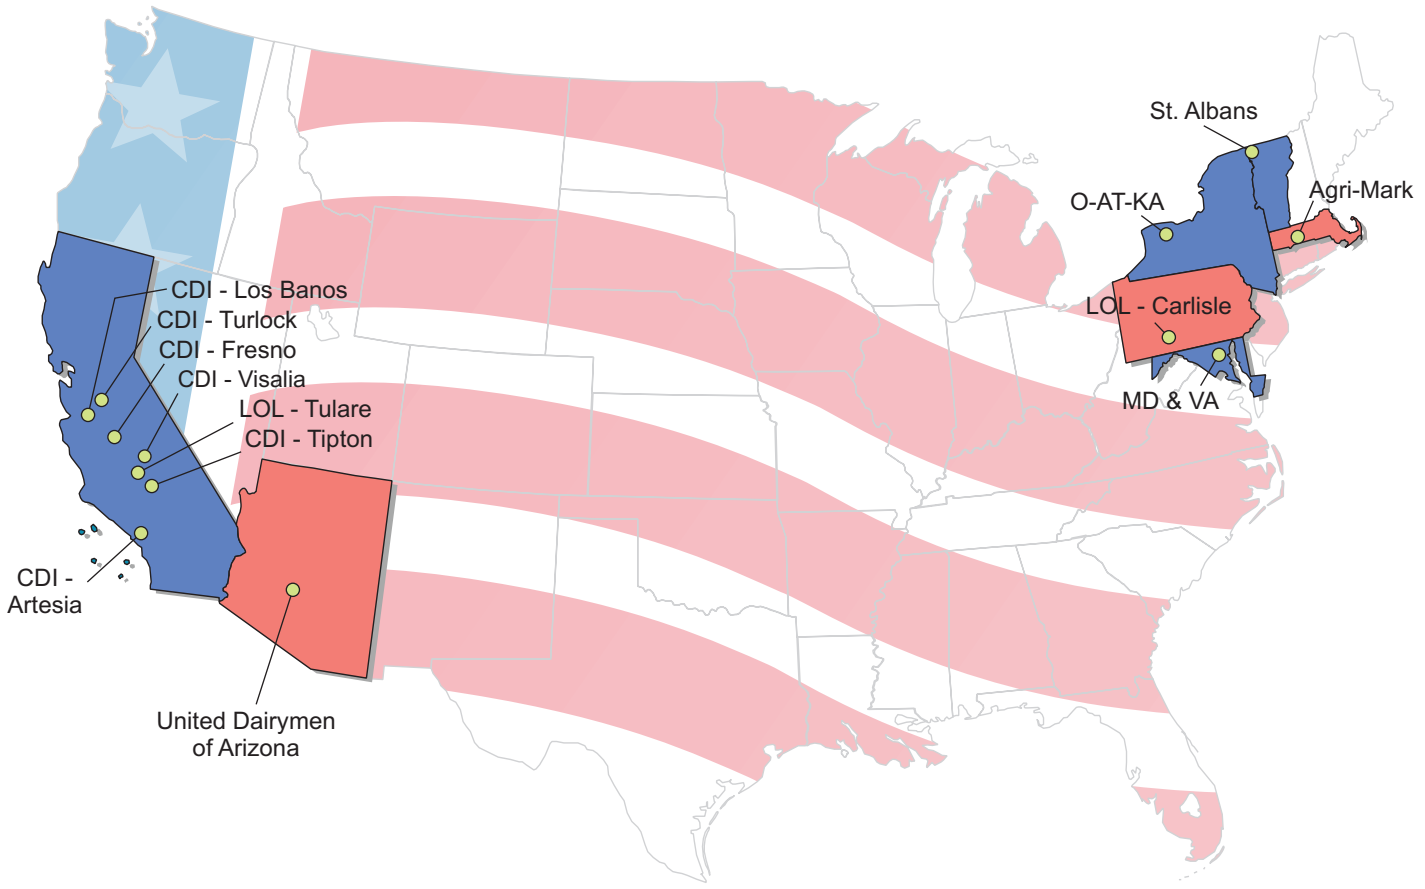 St. Albans
O-AT-KA
Agri-Mark
LOL - Carlisle
MD & VA
CDI - Los Banos
CDI - Turlock
CDI - Fresno
CDI - Visalia
LOL - Tulare
CDI - Tipton
CDI -
Artesia
United Dairymen
of Arizona